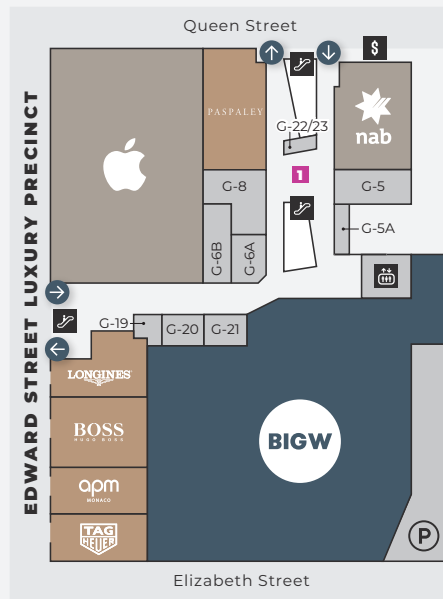 Queen Street
$
EDWARD STREET LUXURY PRECINCT
PASPALEY
G-22/23
nab
1
G-8
G-5
G-6B
G-6A
G-5A
G-19
G-20
G-21
LONGINES
BOSS
HUGO BOSS
apm
MONACO
TAG
HEUER
BIGW
P
Elizabeth Street